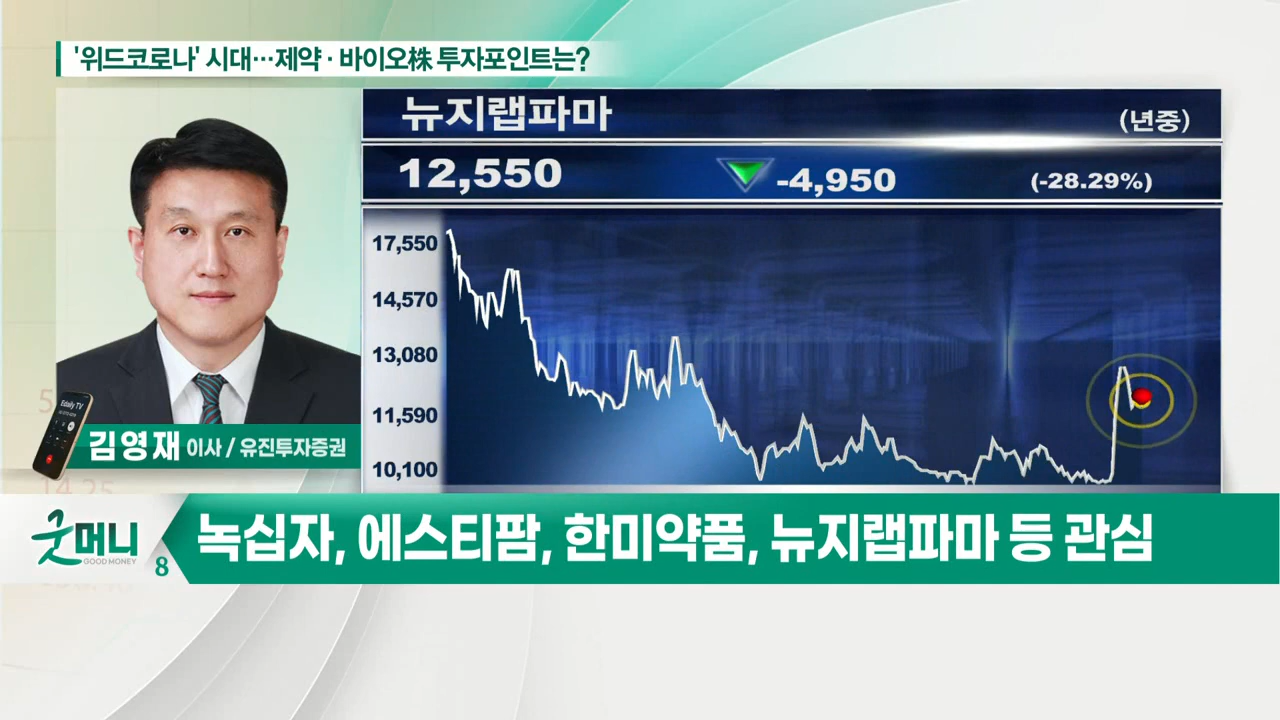 '위드코로나' 시대…제약·바이오株 투자포인트는?
뉴지랩파마
(년중)
12,550
-4,950
(-28.29%)
17,550
14,570
13,080
11,590
10,100
Edaily TV
김영재 이사 / 유진투자증권
굿머니
GOOD MONEY
8
녹십자, 에스티팜, 한미약품, 뉴지랩파마 등 관심